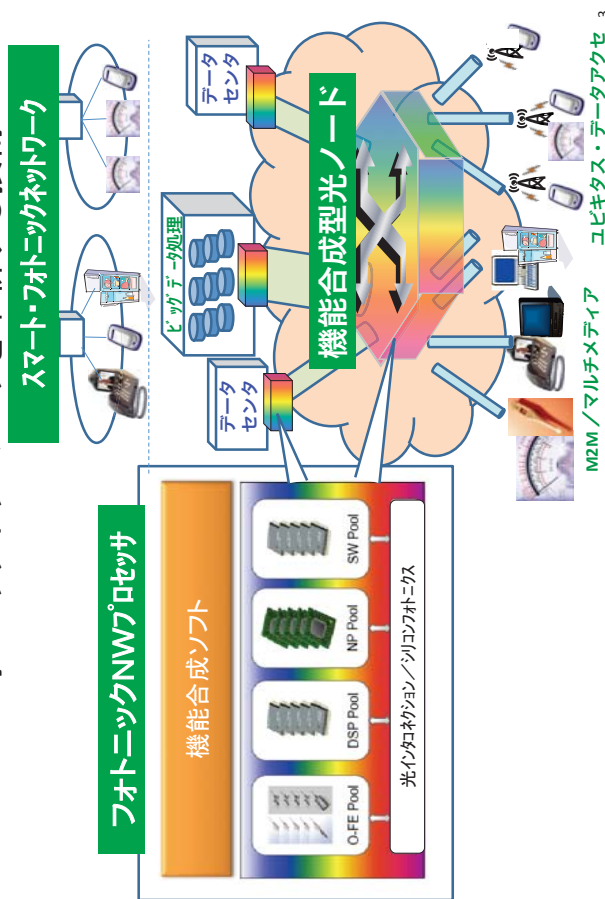 スマート・フォトニックネットワーク
フォトニックNWプロセッサ
機能合成ソフト
O-FE Pool
DSP Pool
NP Pool
SW Pool
光インタコネクション／シリコンフォトニクス
データ
センタ
ビッグデータ処理
データ
センタ
機能合成型光ノード
M2M／マルチメディア
ユビキタス・データアクセ
3